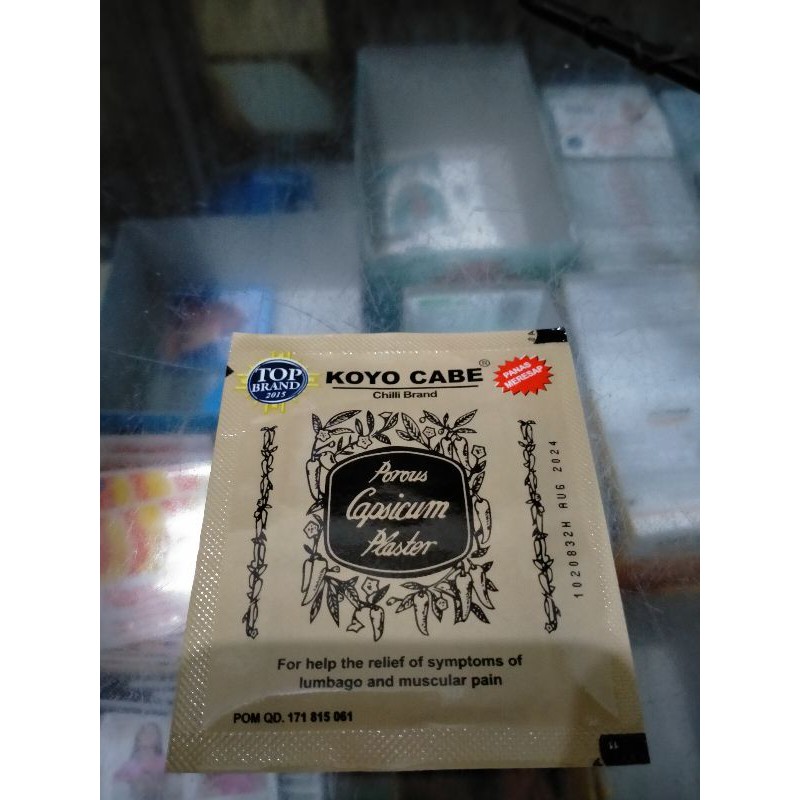 TOP
BRAND
2015
KOYO CABE®
Chilli Brand
PANAS
MERESAP
Porous
Capsicum
Plaster
1020832H AUG 2024
For help the relief of symptoms of
lumbago and muscular pain
POM QD. 171 815 061